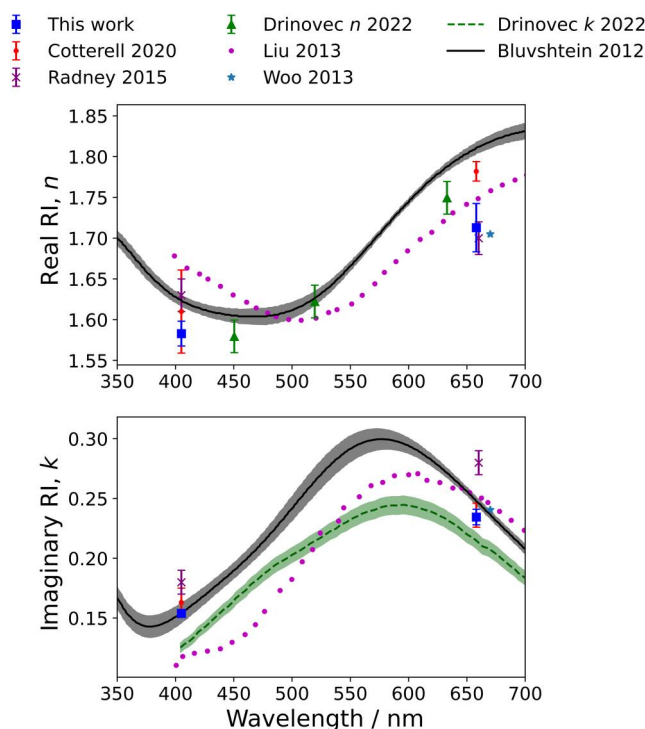 This work
Drinovec n 2022
Drinovec k 2022
Cotterell 2020
Liu 2013
Bluvshtein 2012
Radney 2015
Woo 2013
1.85
1.80
1.75
1.70
1.65
1.60
1.55
Real RI, n
350 400 450 500 550 600 650 700
0.30
0.25
0.20
0.15
Imaginary RI, k
350 400 450 500 550 600 650 700
Wavelength / nm